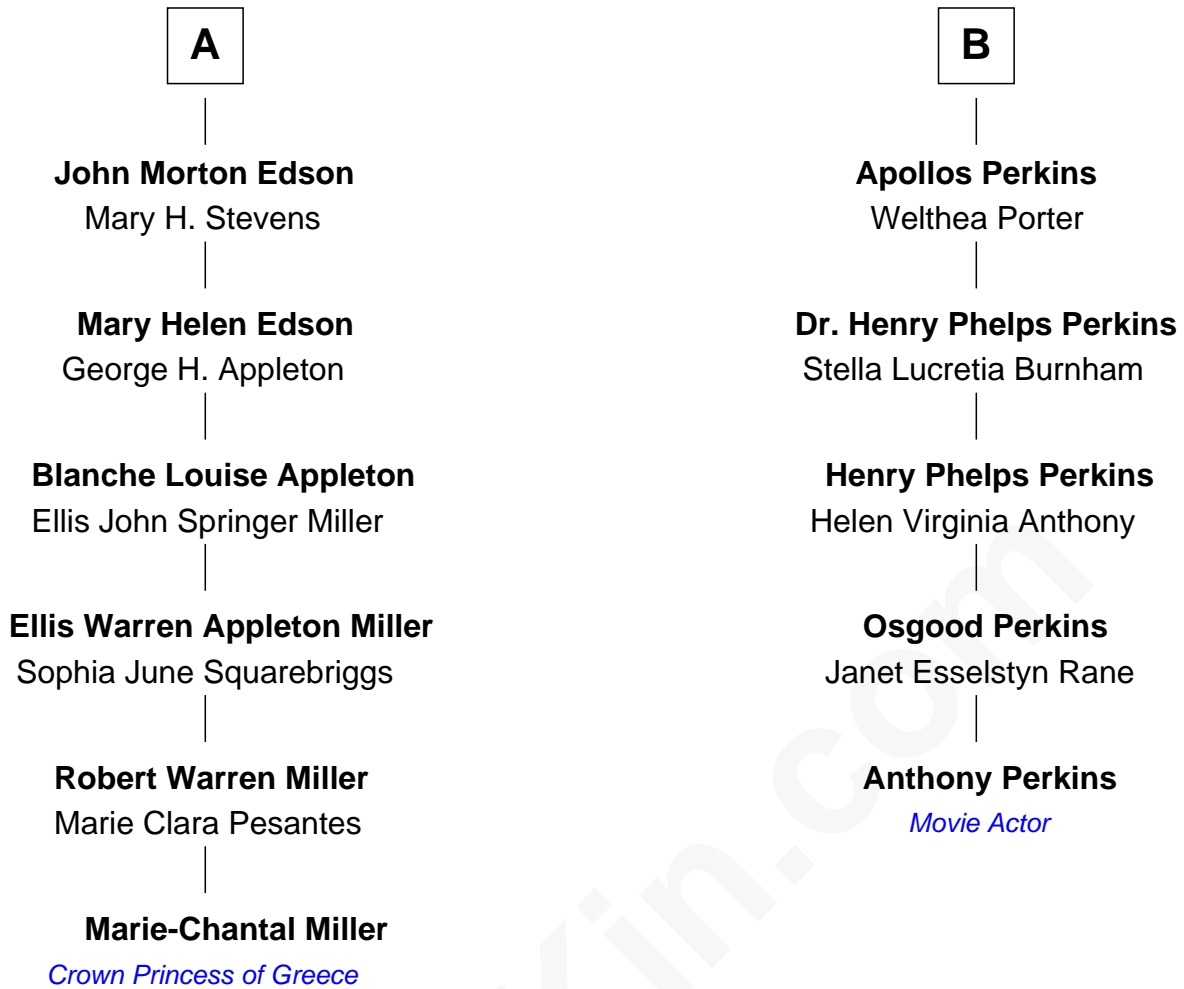 A
John Morton Edson
Mary H. Stevens
Mary Helen Edson
George H. Appleton
Blanche Louise Appleton
Ellis John Springer Miller
Ellis Warren Appleton Miller
Sophia June Squarebriggs
Robert Warren Miller
Marie Clara Pesantes
Marie-Chantal Miller
Crown Princess of Greece
B
Apollos Perkins
Welthea Porter
Dr. Henry Phelps Perkins
Stella Lucretia Burnham
Henry Phelps Perkins
Helen Virginia Anthony
Osgood Perkins
Janet Esselstyn Rane
Anthony Perkins
Movie Actor